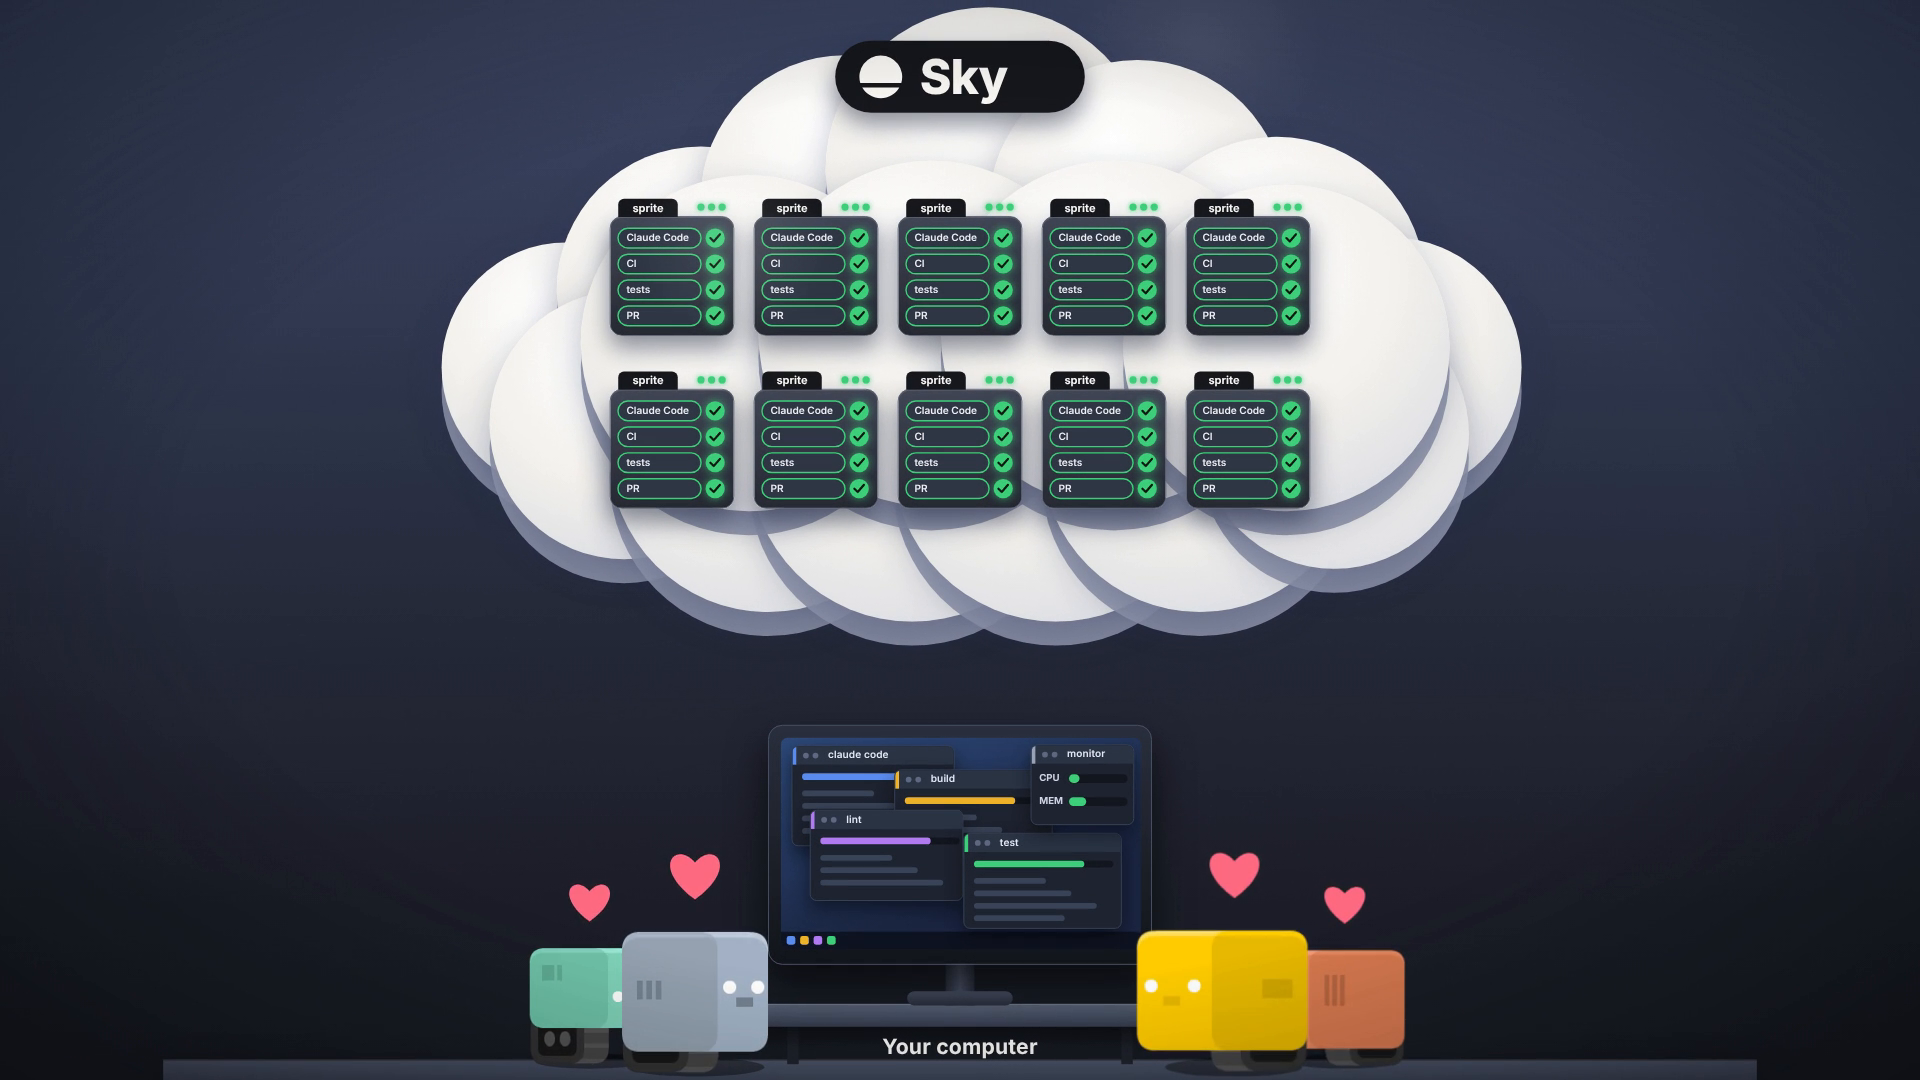 Sky
sprite sprite sprite sprite sprite
Claude Code Claude Code Claude Code Claude Code Claude Code
CI CI CI CI CI
tests tests tests tests tests
PR PR PR PR PR
sprite sprite sprite sprite sprite
Claude Code Claude Code Claude Code Claude Code Claude Code
CI CI CI CI CI
tests tests tests tests tests
PR PR PR PR PR
claude code
build
monitor
CPU
MEM
lint
test
Your computer